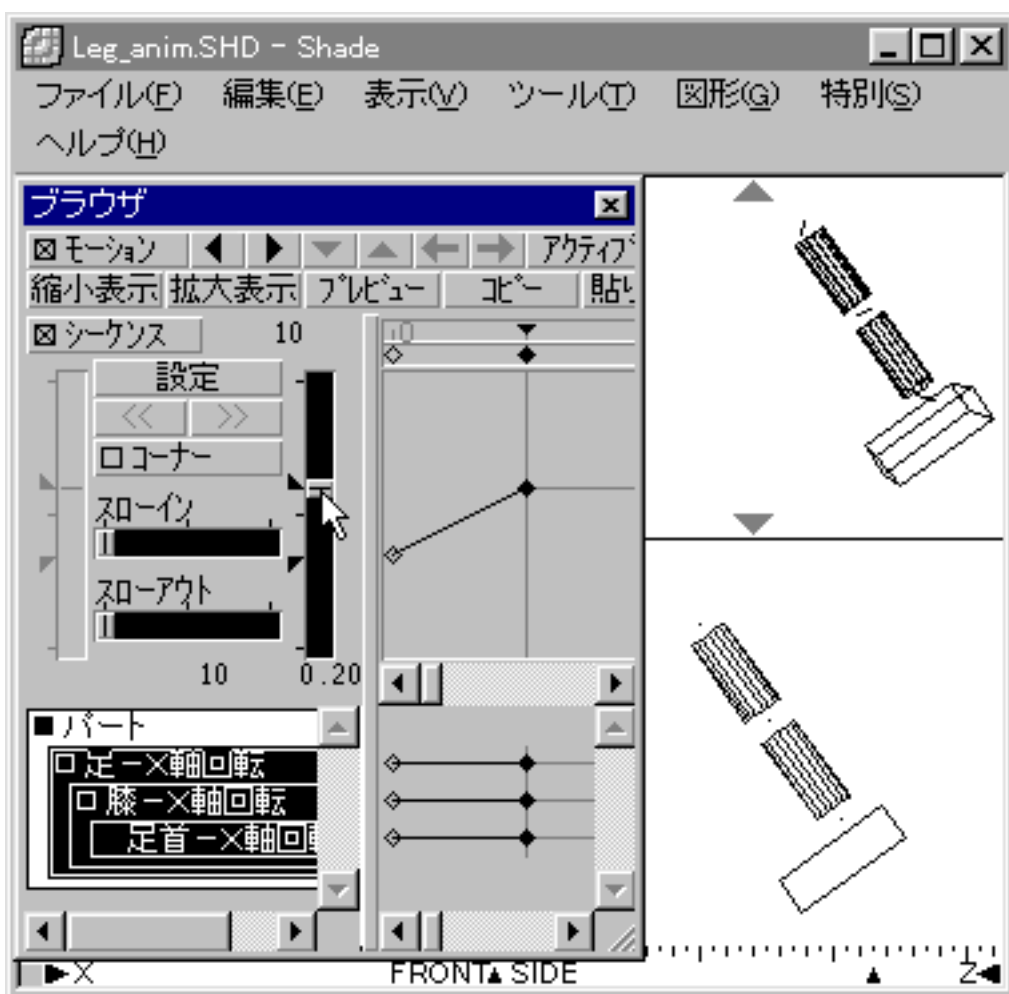 Leg_anim.SHD - Shade
ファイル(F) 編集(E) 表示(V) ツール(T) 図形(G) 特別(S)
ヘルプ(H)
ブラウザ
モーション アクティブ
縮小表示 拡大表示 プレビュー コピー 貼り
シーケンス 10 0
設定
<< >>
コーナー
スローイン
スローアウト
10 0.20
パート
足-X軸回転
膝-X軸回転
足首-X軸回転
X FRONT SIDE Z